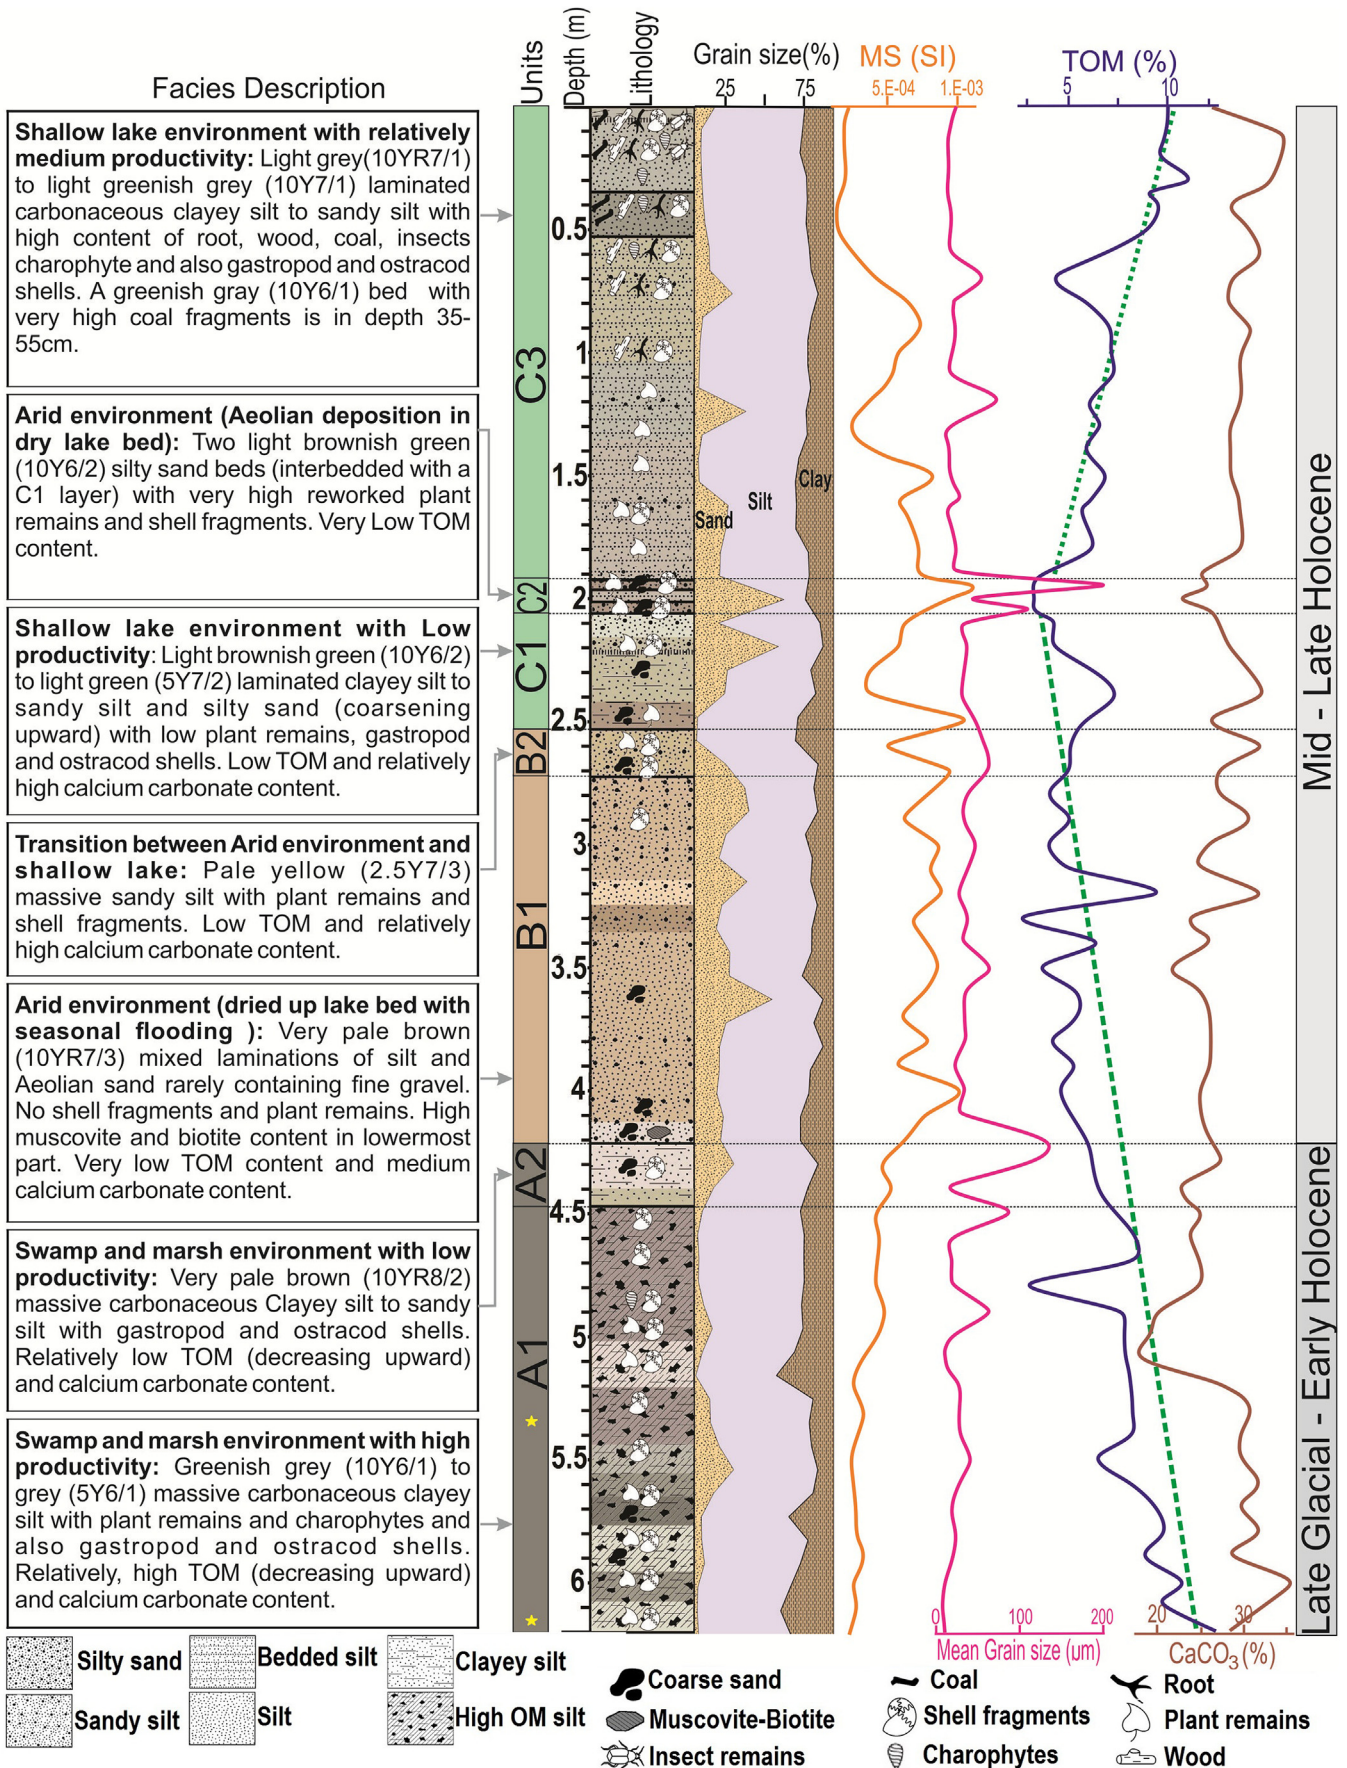 Facies Description
Units
Depth (m)
Lithology
Grain size(%)
25
75
MS (SI)
5.E-04
1.E-03
TOM (%)
5
10
Shallow lake environment with relatively
medium productivity: Light grey(10YR7/1)
to light greenish grey (10Y7/1) laminated
carbonaceous clayey silt to sandy silt with
high content of root, wood, coal, insects
charophyte and also gastropod and ostracod
shells. A greenish gray (10Y6/1) bed with
very high coal fragments is in depth 35-
55cm.
Arid environment (Aeolian deposition in
dry lake bed): Two light brownish green
(10Y6/2) silty sand beds (interbedded with a
C1 layer) with very high reworked plant
remains and shell fragments. Very Low TOM
content.
Shallow lake environment with Low
productivity: Light brownish green (10Y6/2)
to light green (5Y7/2) laminated clayey silt to
sandy silt and silty sand (coarsening
upward) with low plant remains, gastropod
and ostracod shells. Low TOM and relatively
high calcium carbonate content.
Transition between Arid environment and
shallow lake: Pale yellow (2.5Y7/3)
massive sandy silt with plant remains and
shell fragments. Low TOM and relatively
high calcium carbonate content.
Arid environment (dried up lake bed with
seasonal flooding ): Very pale brown
(10YR7/3) mixed laminations of silt and
Aeolian sand rarely containing fine gravel.
No shell fragments and plant remains. High
muscovite and biotite content in lowermost
part. Very low TOM content and medium
calcium carbonate content.
Swamp and marsh environment with low
productivity: Very pale brown (10YR8/2)
massive carbonaceous Clayey silt to sandy
silt with gastropod and ostracod shells.
Relatively low TOM (decreasing upward)
and calcium carbonate content.
Swamp and marsh environment with high
productivity: Greenish grey (10Y6/1) to
grey (5Y6/1) massive carbonaceous clayey
silt with plant remains and charophytes and
also gastropod and ostracod shells.
Relatively, high TOM (decreasing upward)
and calcium carbonate content.
C3
C2
C1
B2
B1
A2
A1
0.5
1
1.5
2
2.5
3
3.5
4
4.5
5
5.5
6
Sand
Silt
Clay
Mid - Late Holocene
Late Glacial - Early Holocene
0
100
200
Mean Grain size (µm)
20
30
CaCO3 (%)
Silty sand
Bedded silt
Clayey silt
Sandy silt
Silt
High OM silt
Coarse sand
Coal
Root
Muscovite-Biotite
Shell fragments
Plant remains
Insect remains
Charophytes
Wood